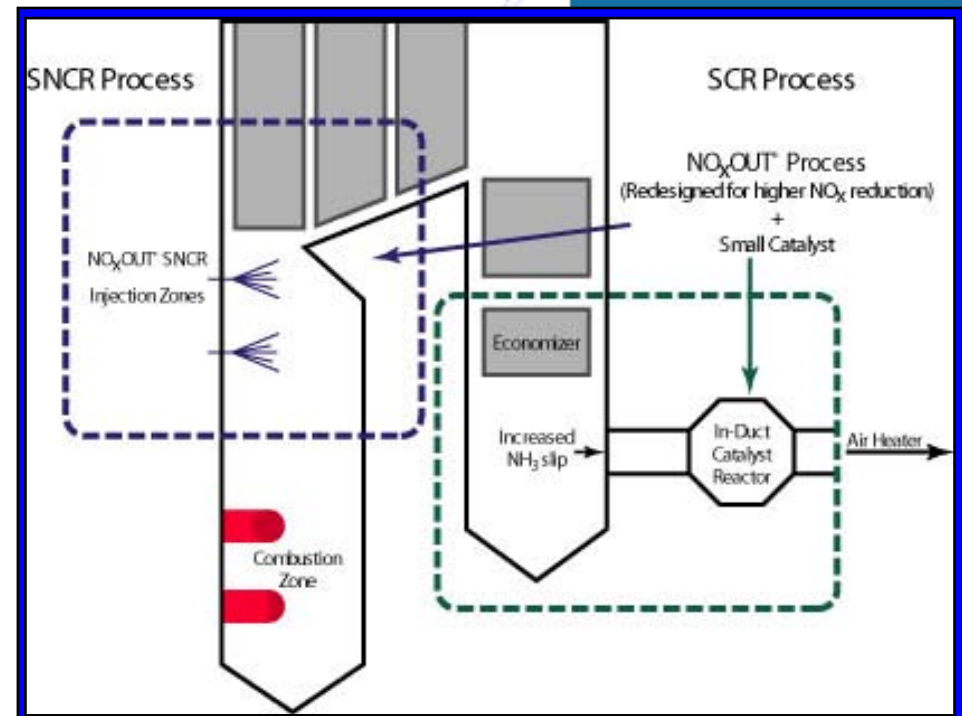 SNCR Process
SCR Process
NOXOUT® Process
(Redesigned for higher NOX reduction)
+
Small Catalyst
NOXOUT® SNCR
Injection Zones
Economizer
Increased
NH3 slip
In-Duct
Catalyst
Reactor
Air Heater
Combustion
Zone